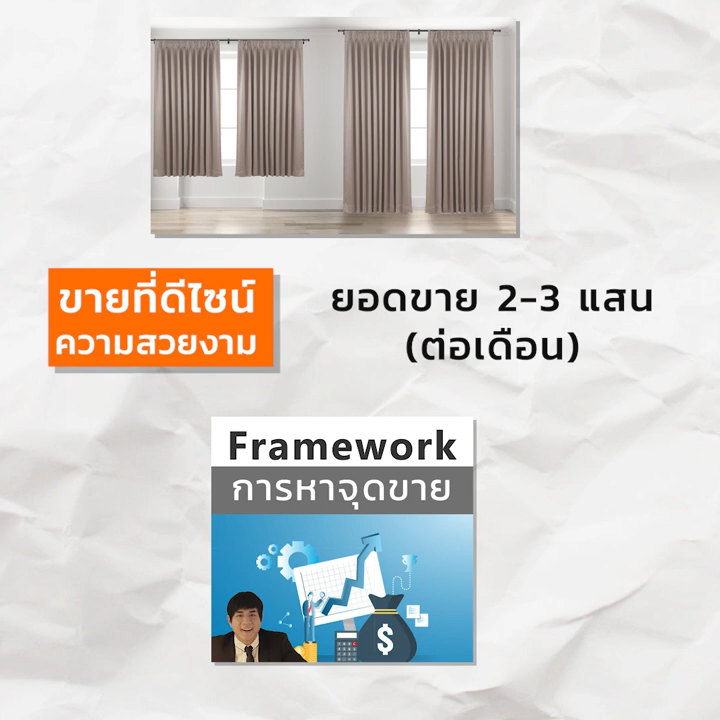 ขายที่ดีไซน์
ความสวยงาม
ยอดขาย 2-3 แสน
(ต่อเดือน)
Framework
การหาจุดขาย
$